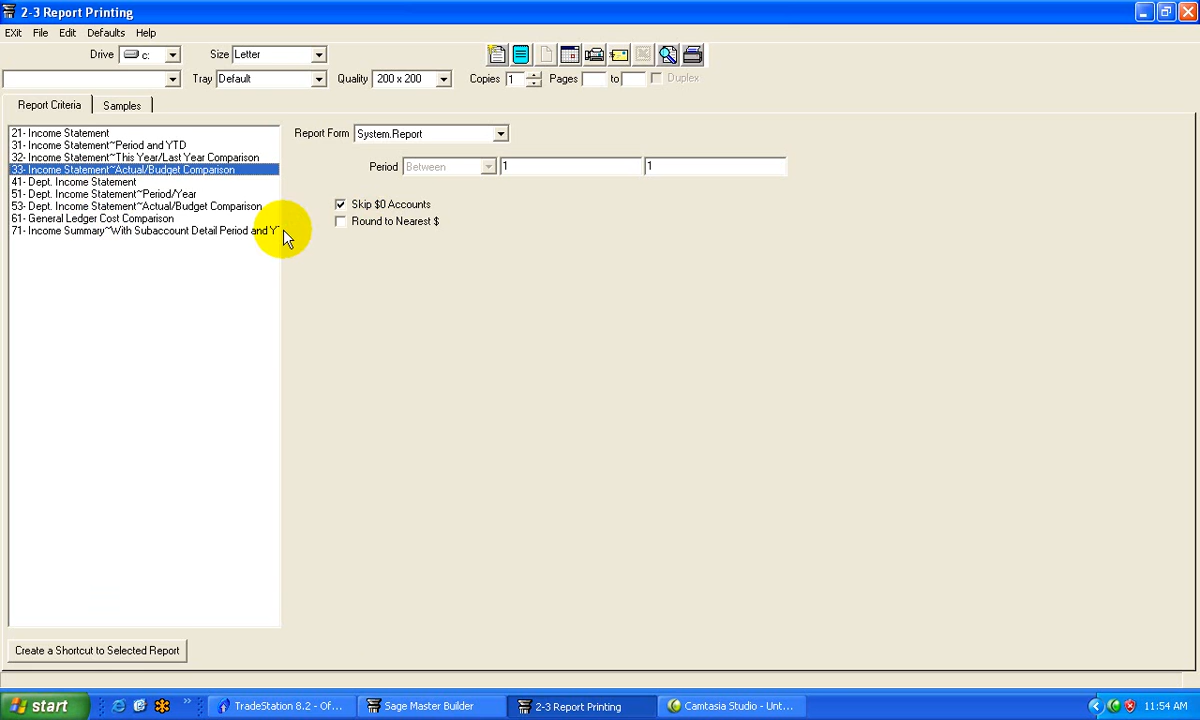 2-3 Report Printing
EXit File Edit Defaults Help
Drive c: Size Letter
Tray Default Quality 200 x 200 Copies 1 Pages to Duplex
Report Criteria Samples
21- Income Statement
31- Income Statement~Period and YTD
32- Income Statement~This Year/Last Year Comparison
33- Income Statement~Actual/Budget Comparison
41- Dept. Income Statement
51- Dept. Income Statement~Period/Year
53- Dept. Income Statement~Actual/Budget Comparison
61- General Ledger Cost Comparison
71- Income Summary~With Subaccount Detail Period and Y
Report Form System.Report
Period Between 1 1
Skip $0 Accounts
Round to Nearest $
Create a Shortcut to Selected Report
start TradeStation 8.2 - Of... Sage Master Builder 2-3 Report Printing Camtasia Studio - Unt... 11:54 AM